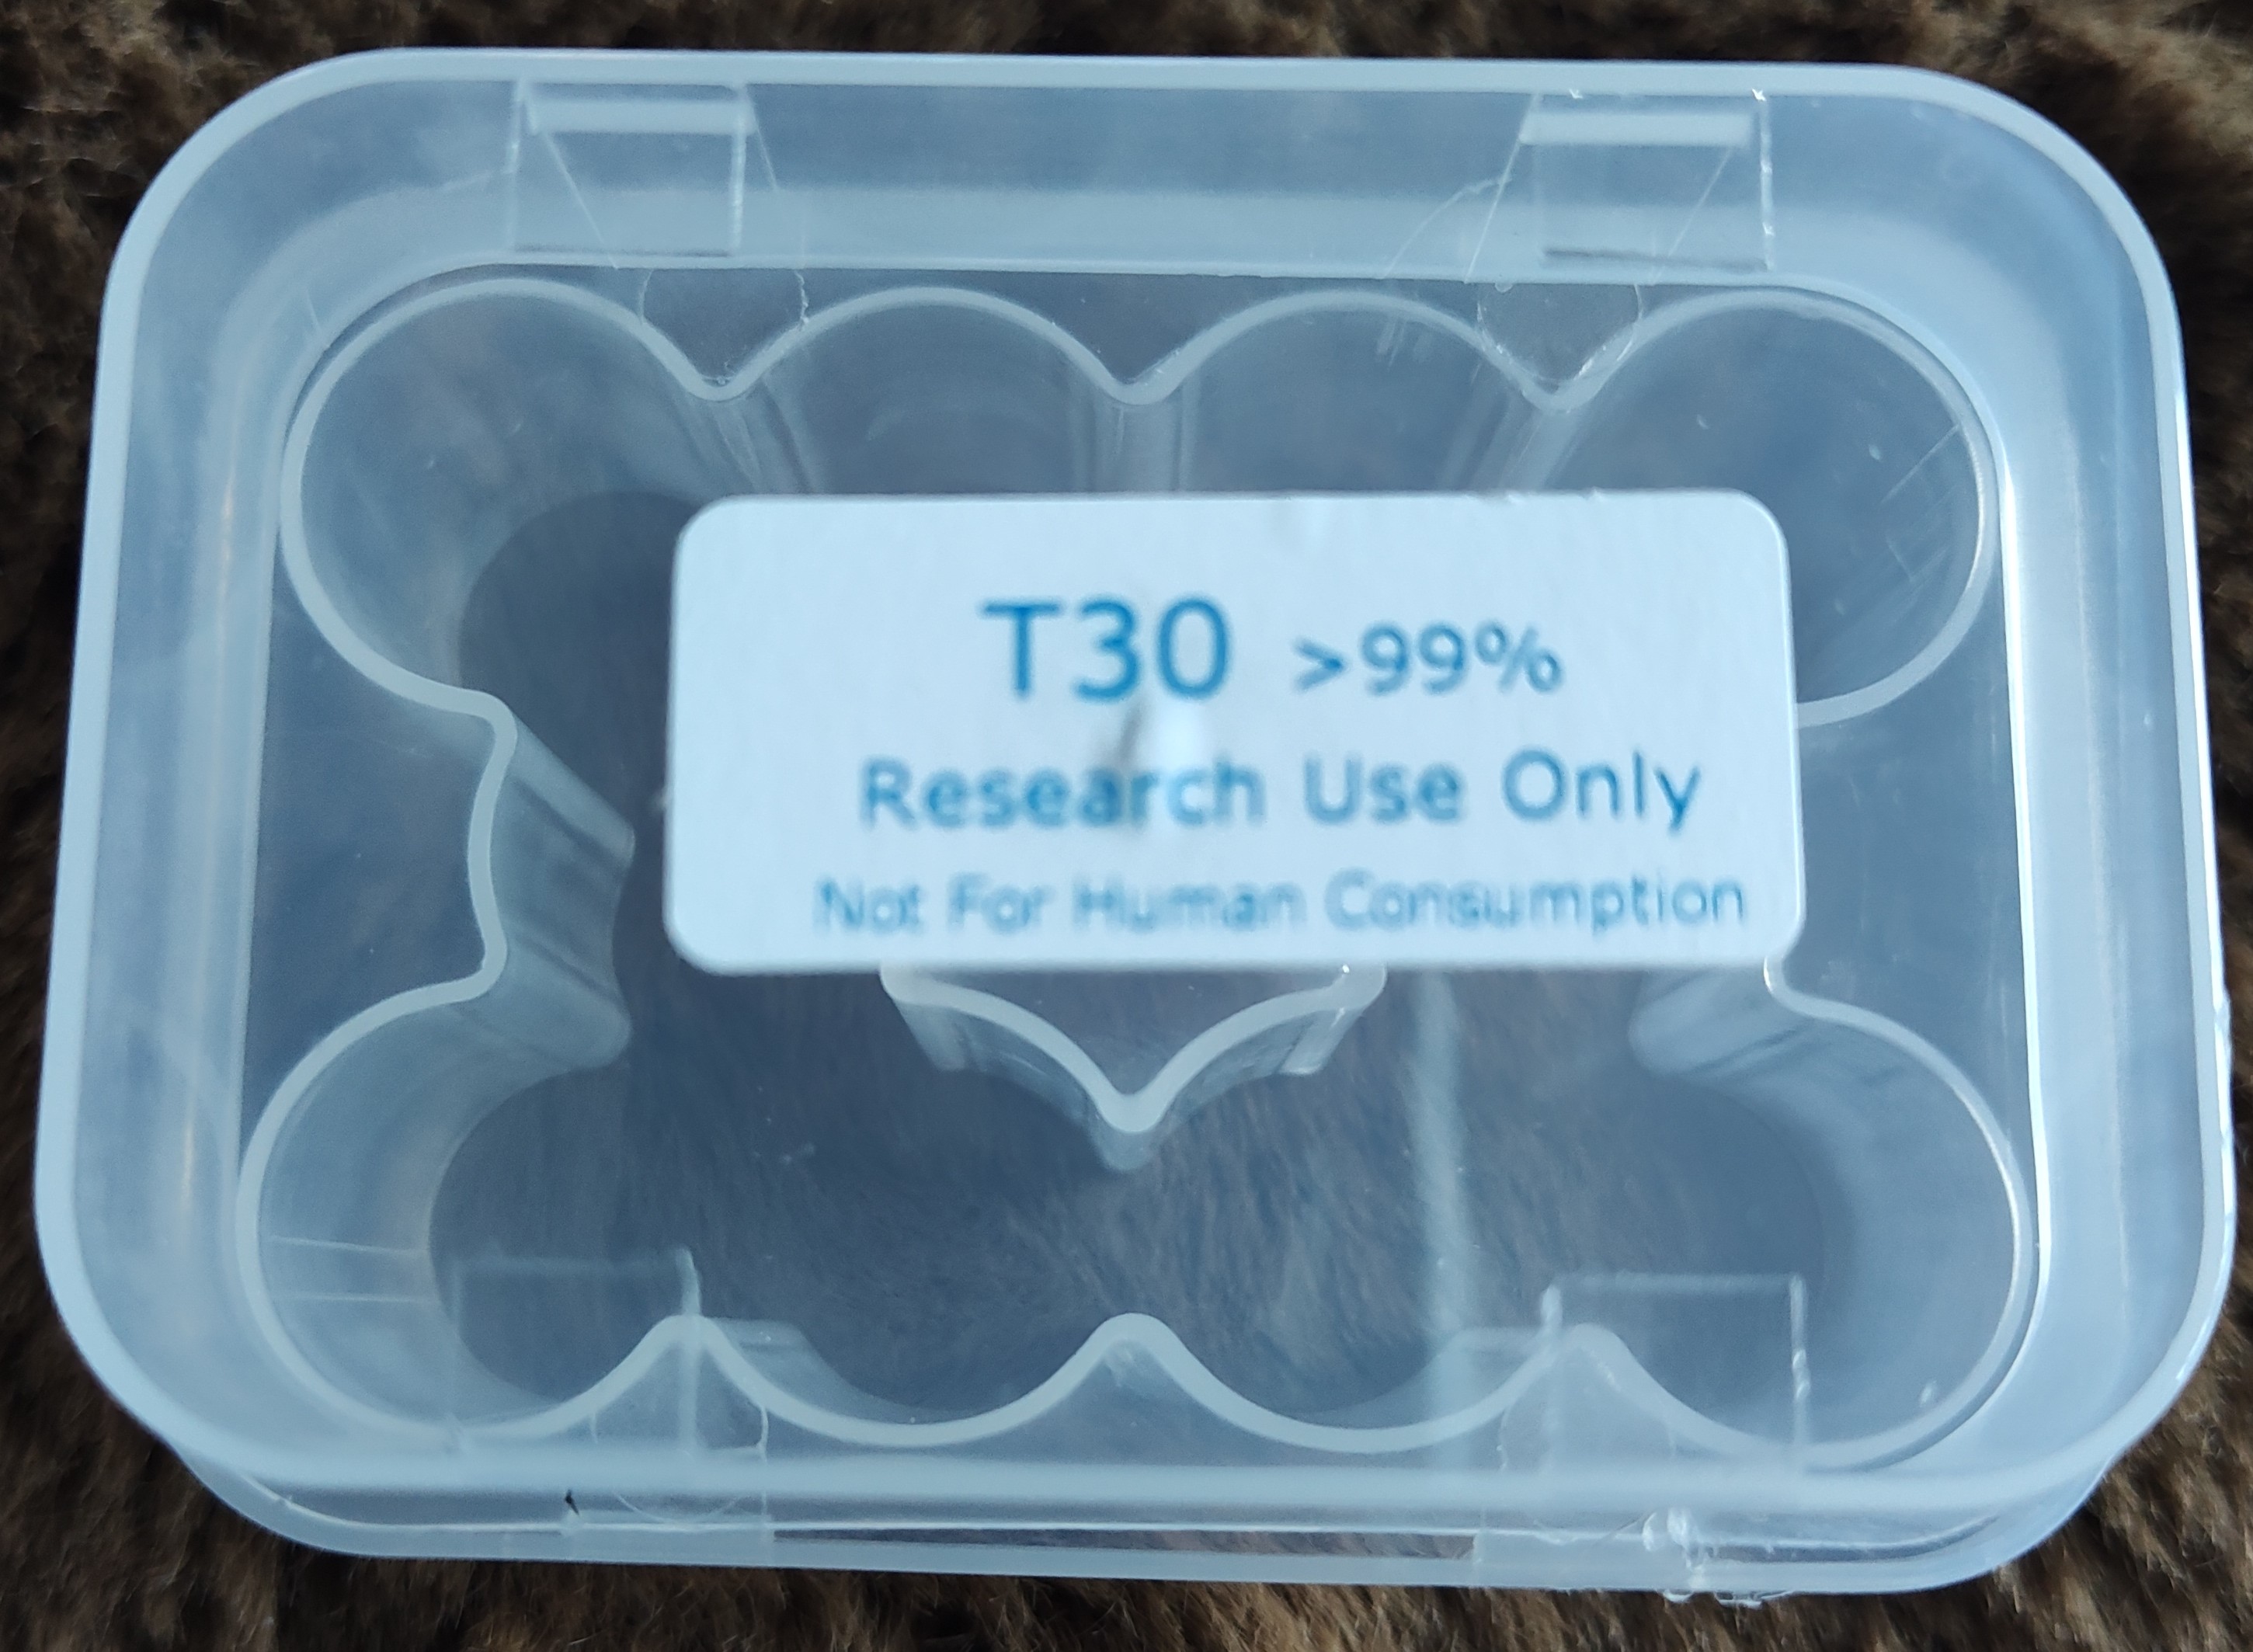 T30 >99%
Research Use Only
Not For Human Consumption